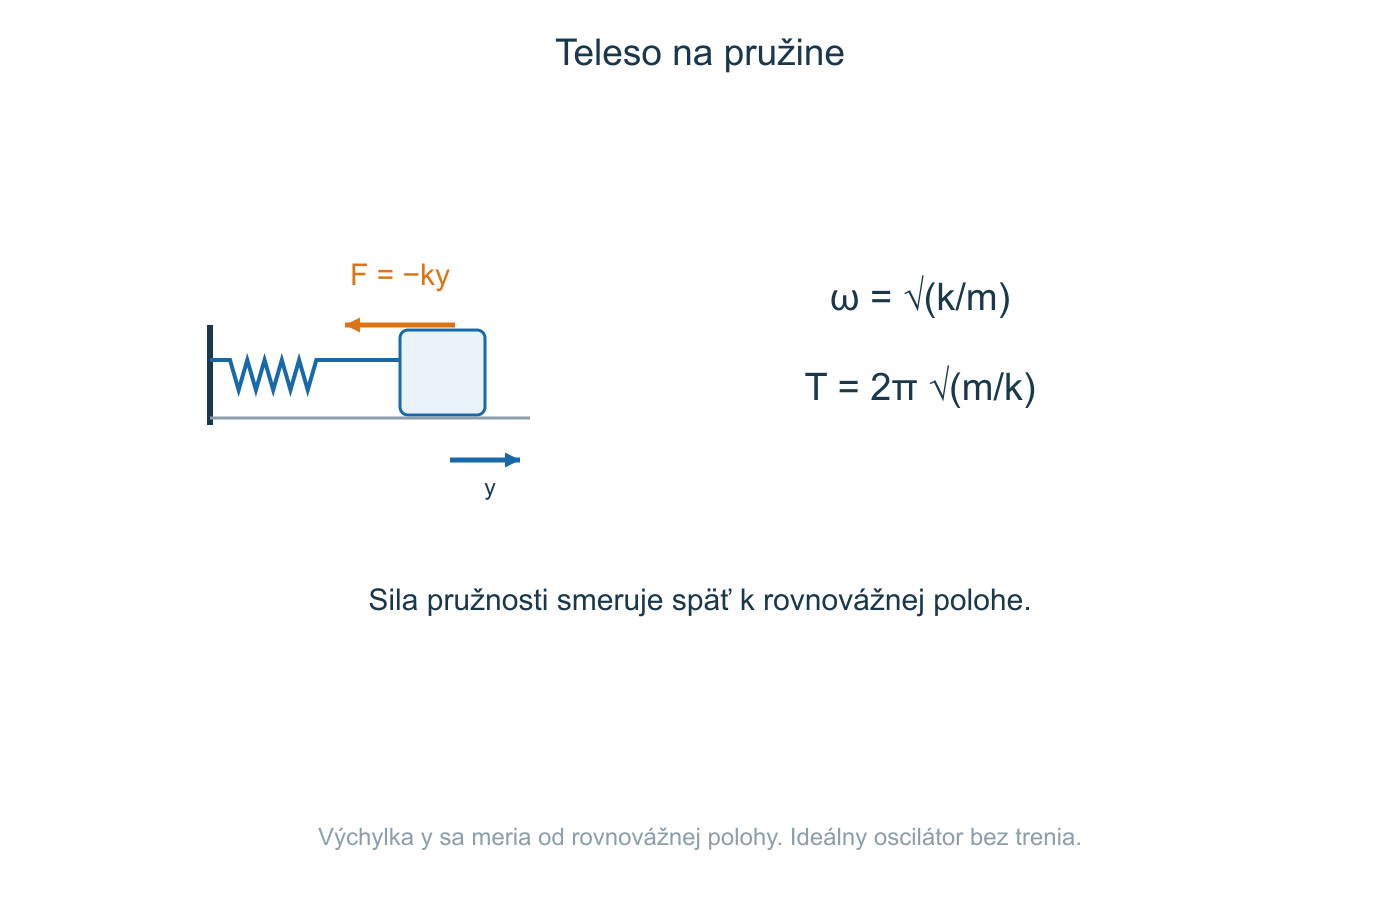 Teleso na pružine
F = −ky
ω = √(k/m)
T = 2π √(m/k)
y
Sila pružnosti smeruje späť k rovnovážnej polohe.
Výchylka y sa meria od rovnovážnej polohy. Ideálny oscilátor bez trenia.